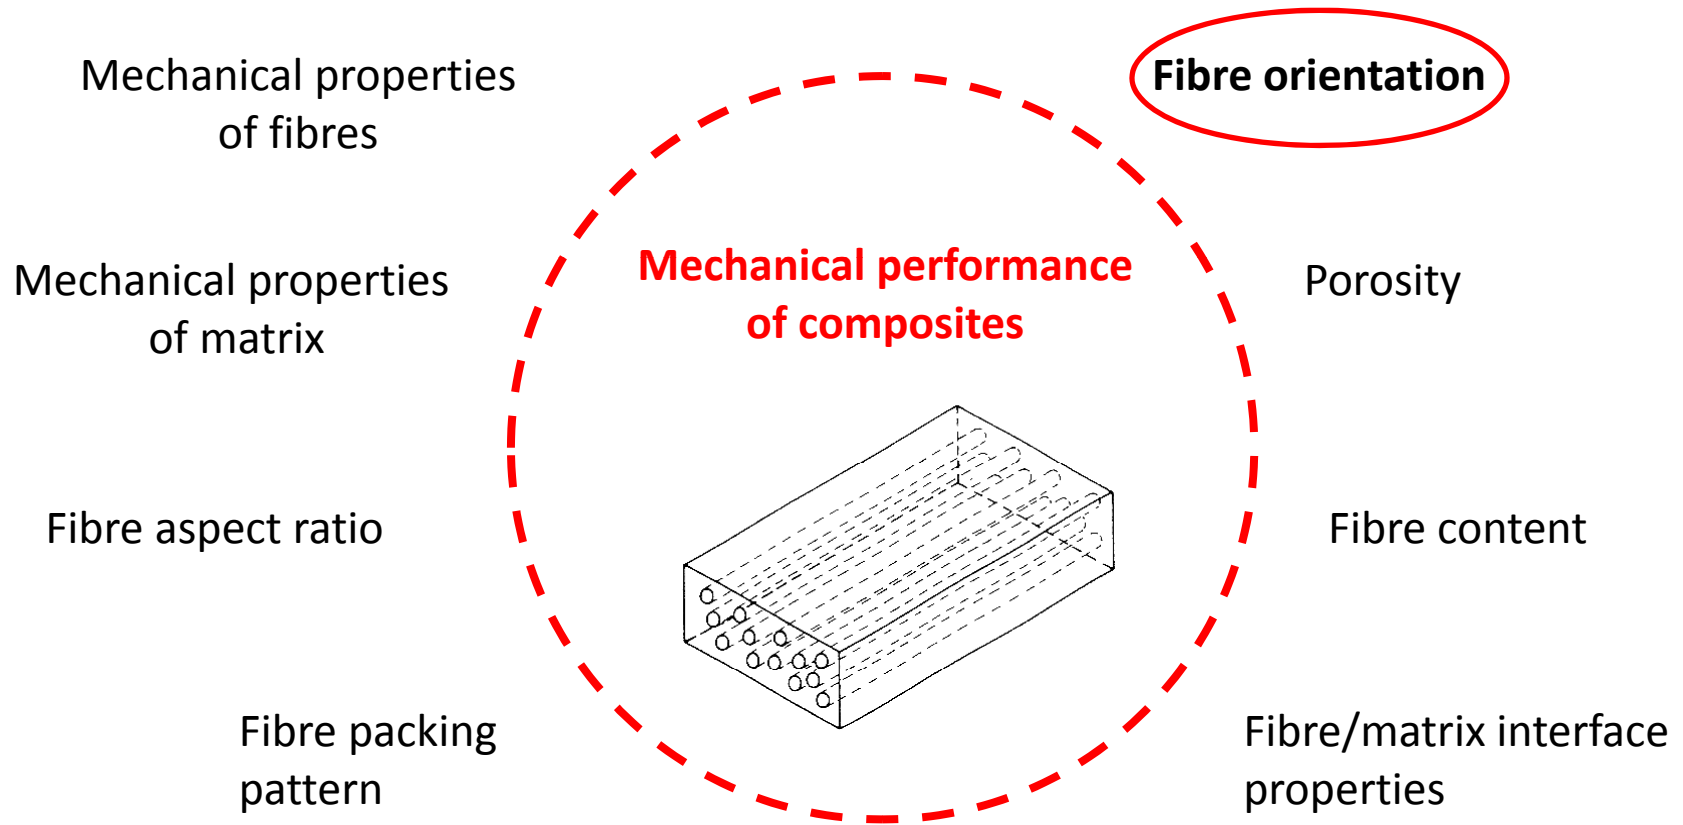 Mechanical properties
of fibres
Fibre orientation
Mechanical properties
of matrix
Mechanical performance
of composites
Porosity
Fibre aspect ratio
Fibre content
Fibre packing
pattern
Fibre/matrix interface
properties